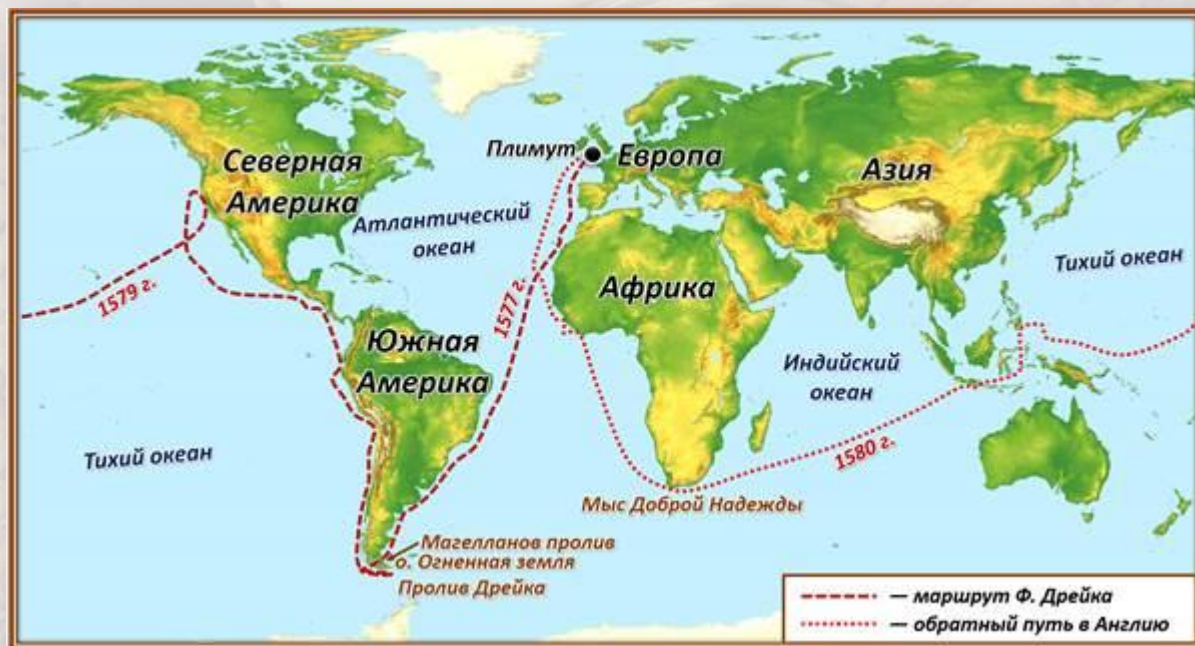 Северная
Америка
Плимут
Европа
Азия
Атлантический
океан
Тихий океан
1579 г.
1577 г.
Африка
Южная
Америка
Индийский
океан
Тихий океан
1580 г.
Мыс Доброй Надежды
Магелланов пролив
о. Огненная земля
Пролив Дрейка
— маршрут Ф. Дрейка
— обратный путь в Англию